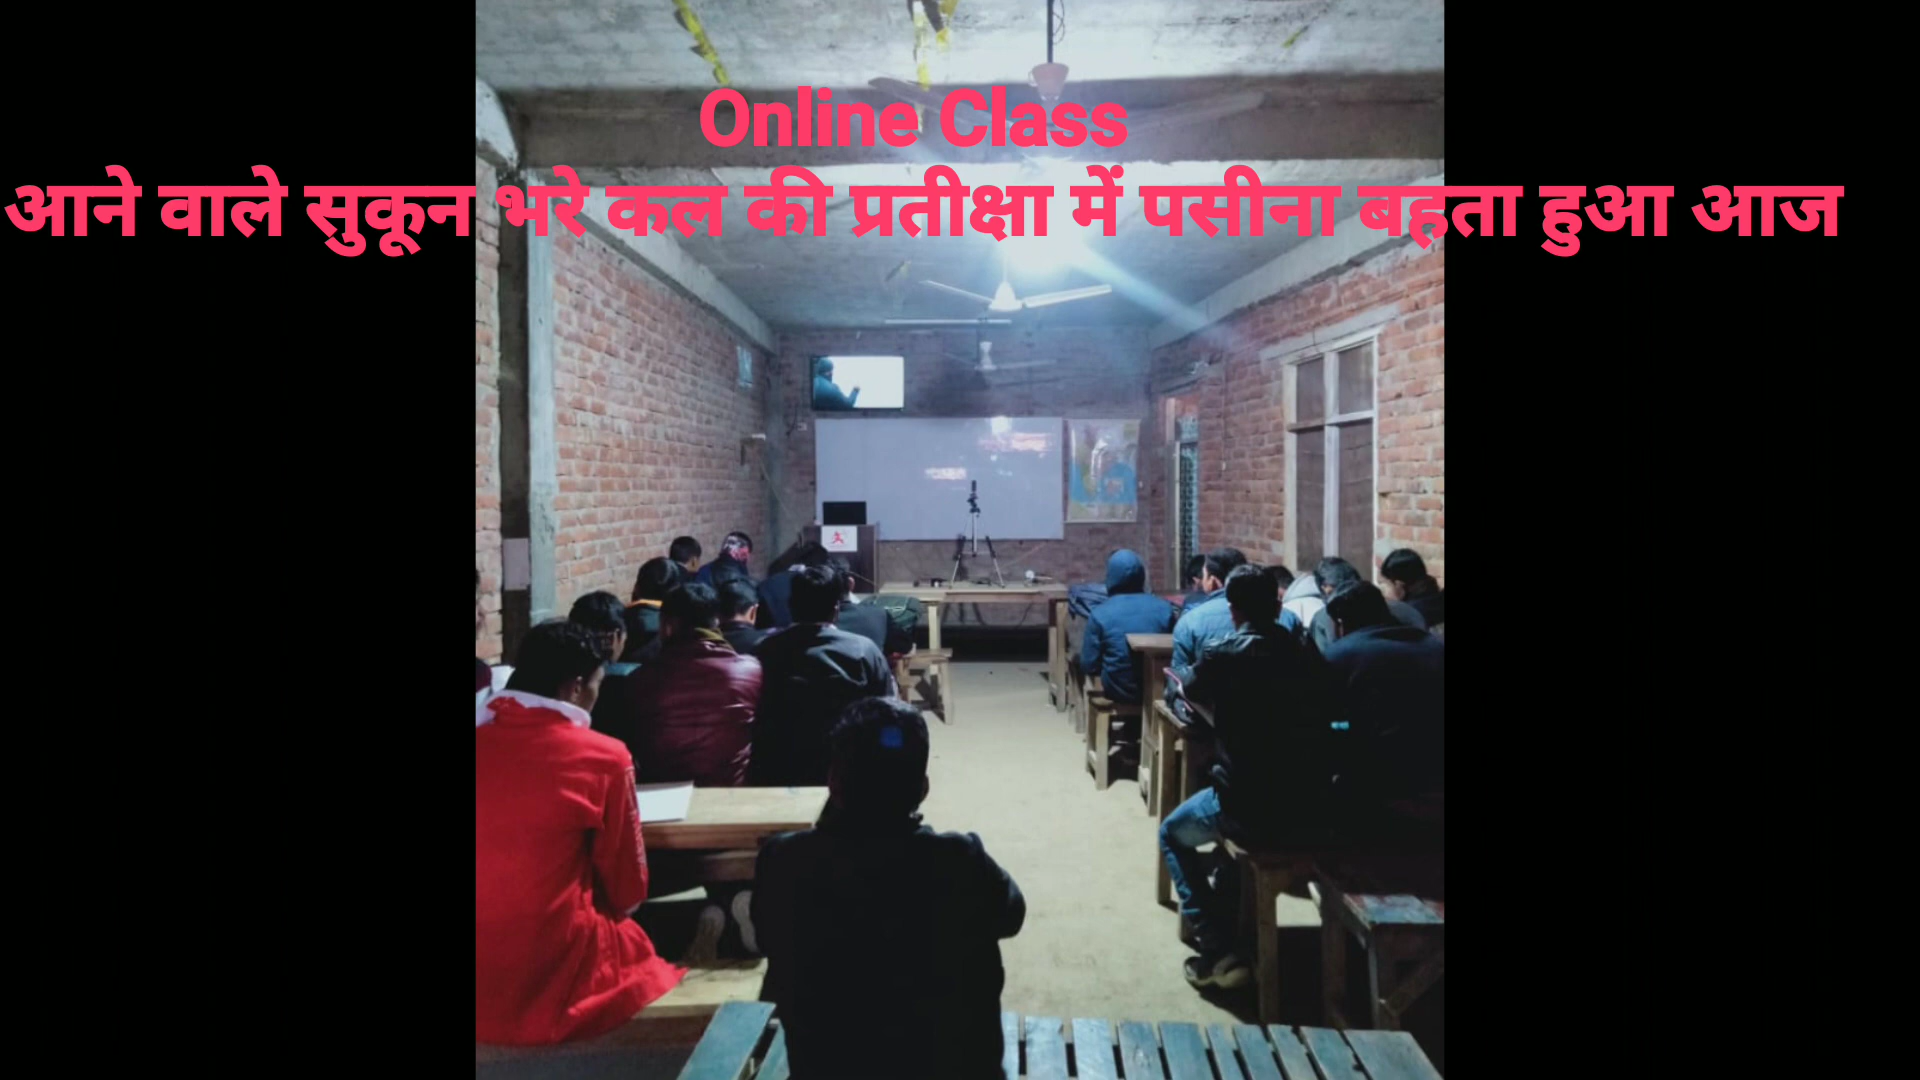 Online Class
आने वाले सुकून भरे कल की प्रतीक्षा में पसीना बहता हुआ आज